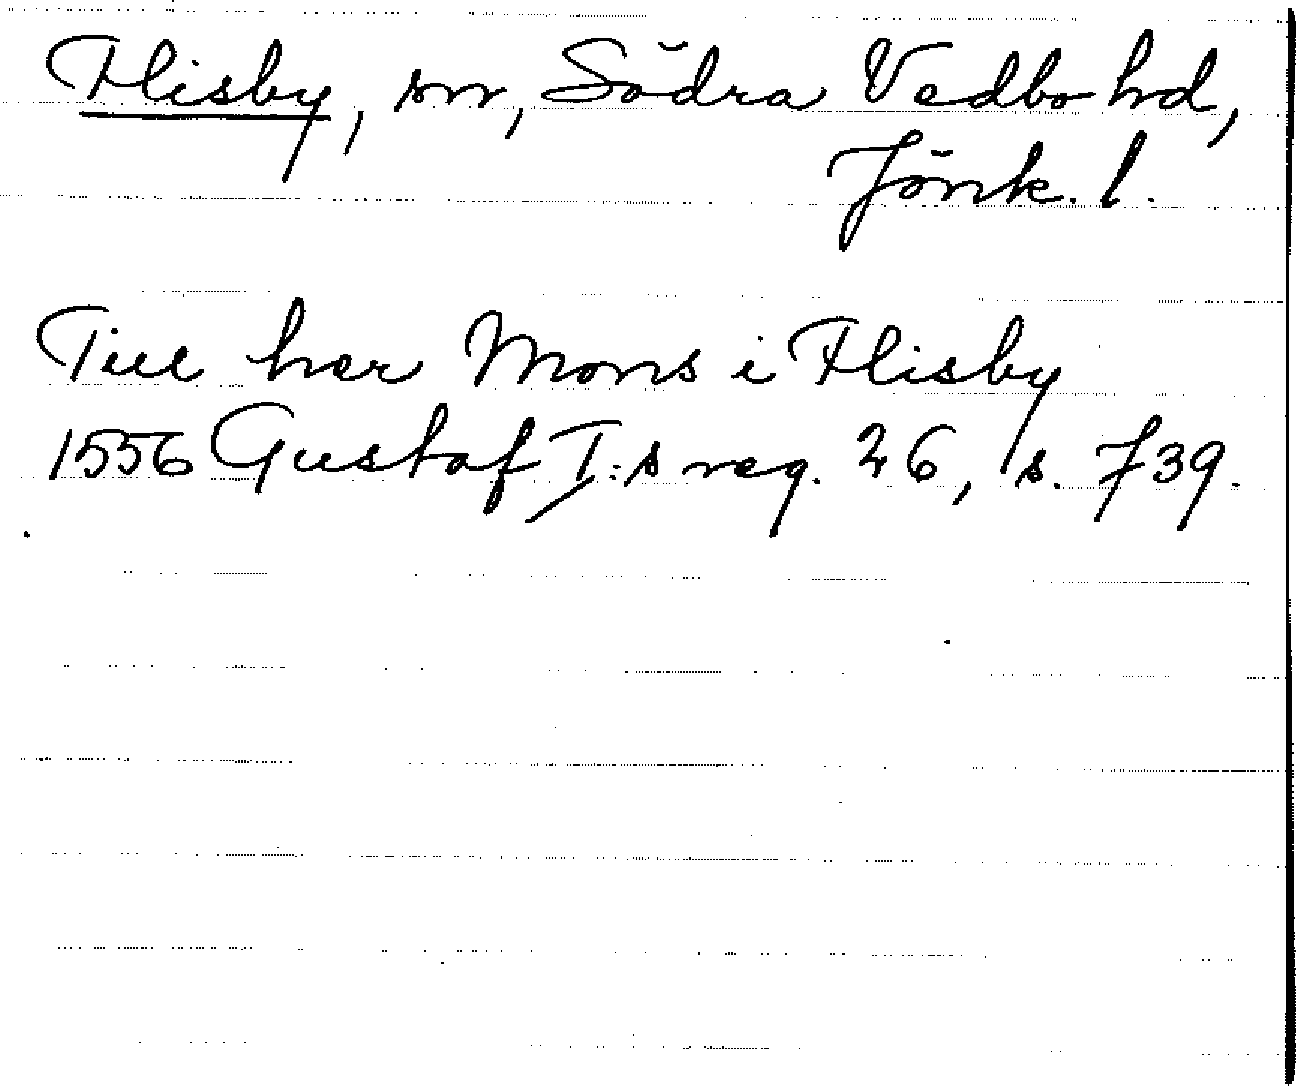 Flisby, sn, Södra Vedbo hd,
Jönk. l.
Till her Mons i Flisby
1556 Gustaf I:s reg. 26, s. 739.